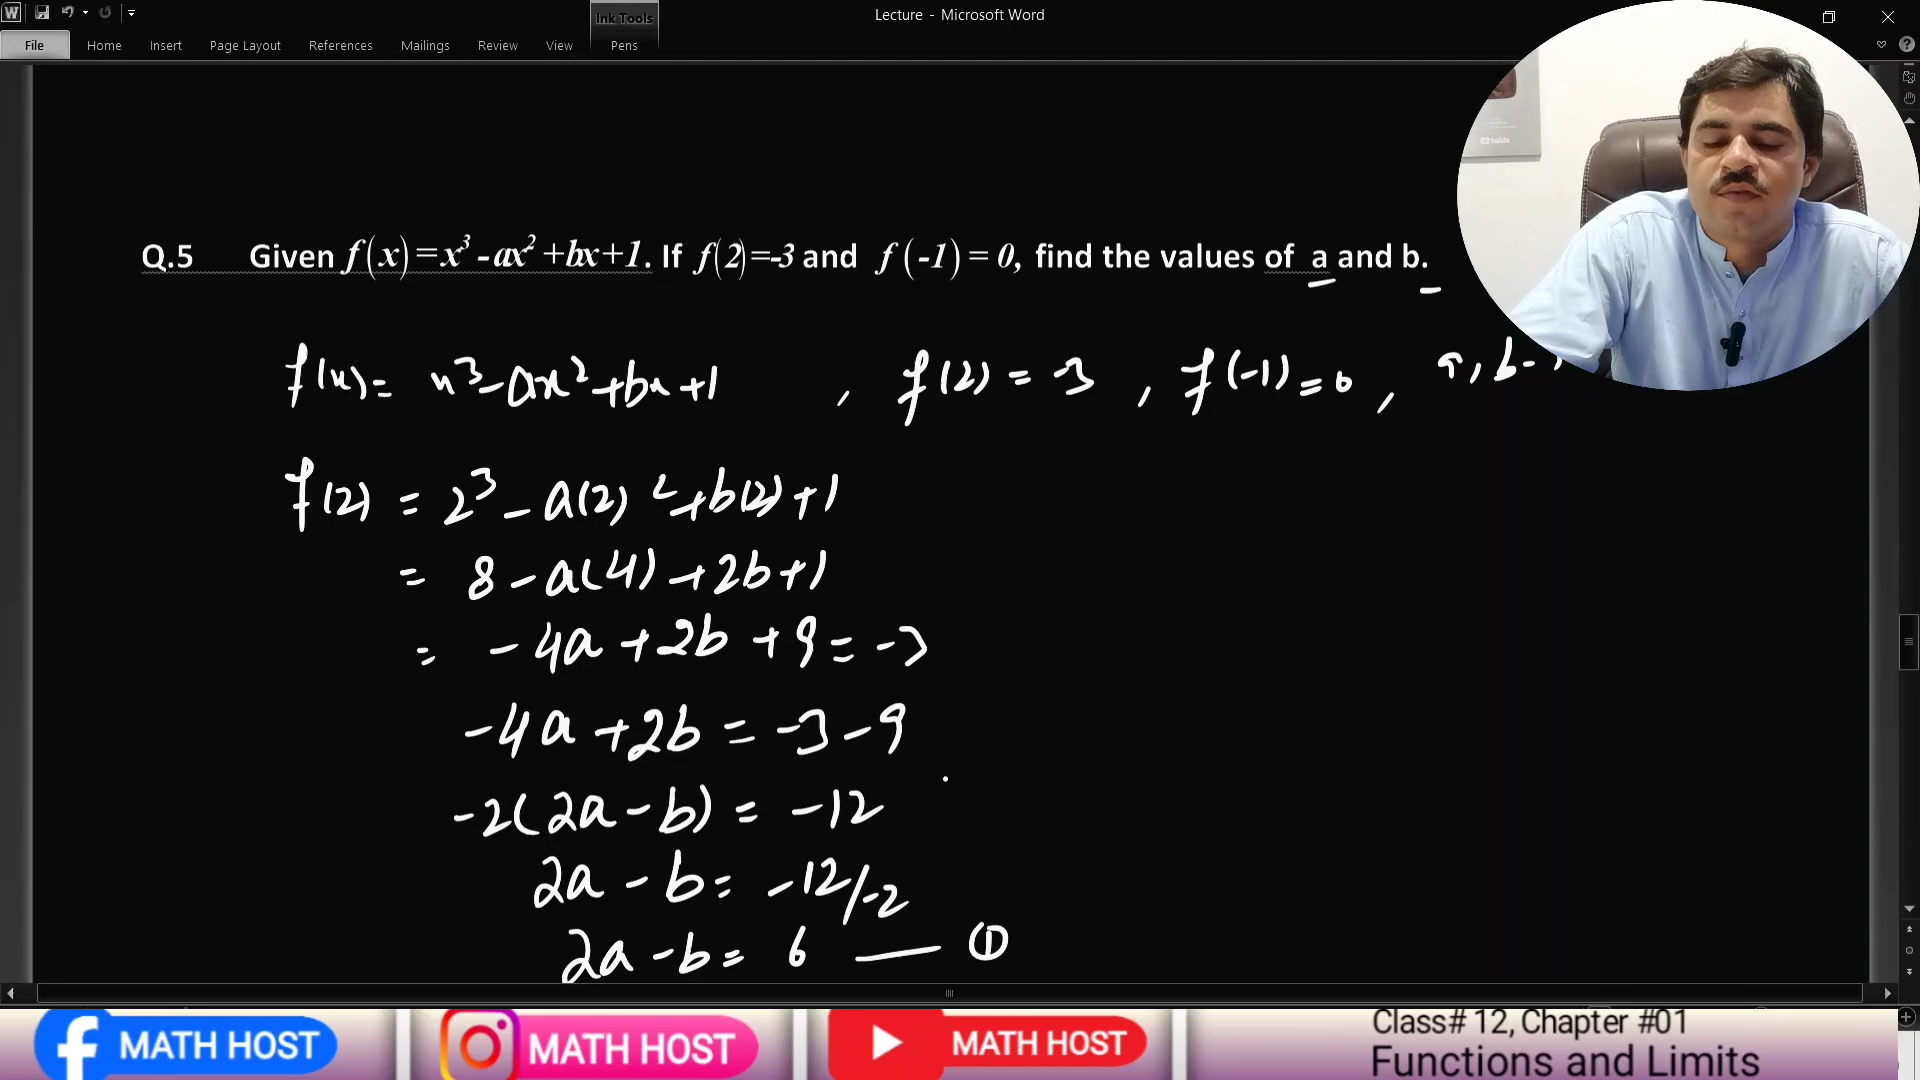 Lecture - Microsoft Word
Ink Tools
File Home Insert Page Layout References Mailings Review View Pens
Q.5 Given f(x)=x³-ax²+bx+1. If f(2)=-3 and f(-1)=0, find the values of a and b.
f(x)= x³-ax²+bx+1 , f(2) = -3 , f(-1)=0 , a, b -
f(2) = 2³ - a(2)² + b(2) + 1
= 8 - a(4) + 2b + 1
= -4a + 2b + 9 = -3
-4a + 2b = -3 - 9
-2(2a - b) = -12
2a - b = -12/-2
2a - b = 6 — ①
MATH HOST MATH HOST MATH HOST
Class# 12, Chapter #01
Functions and Limits